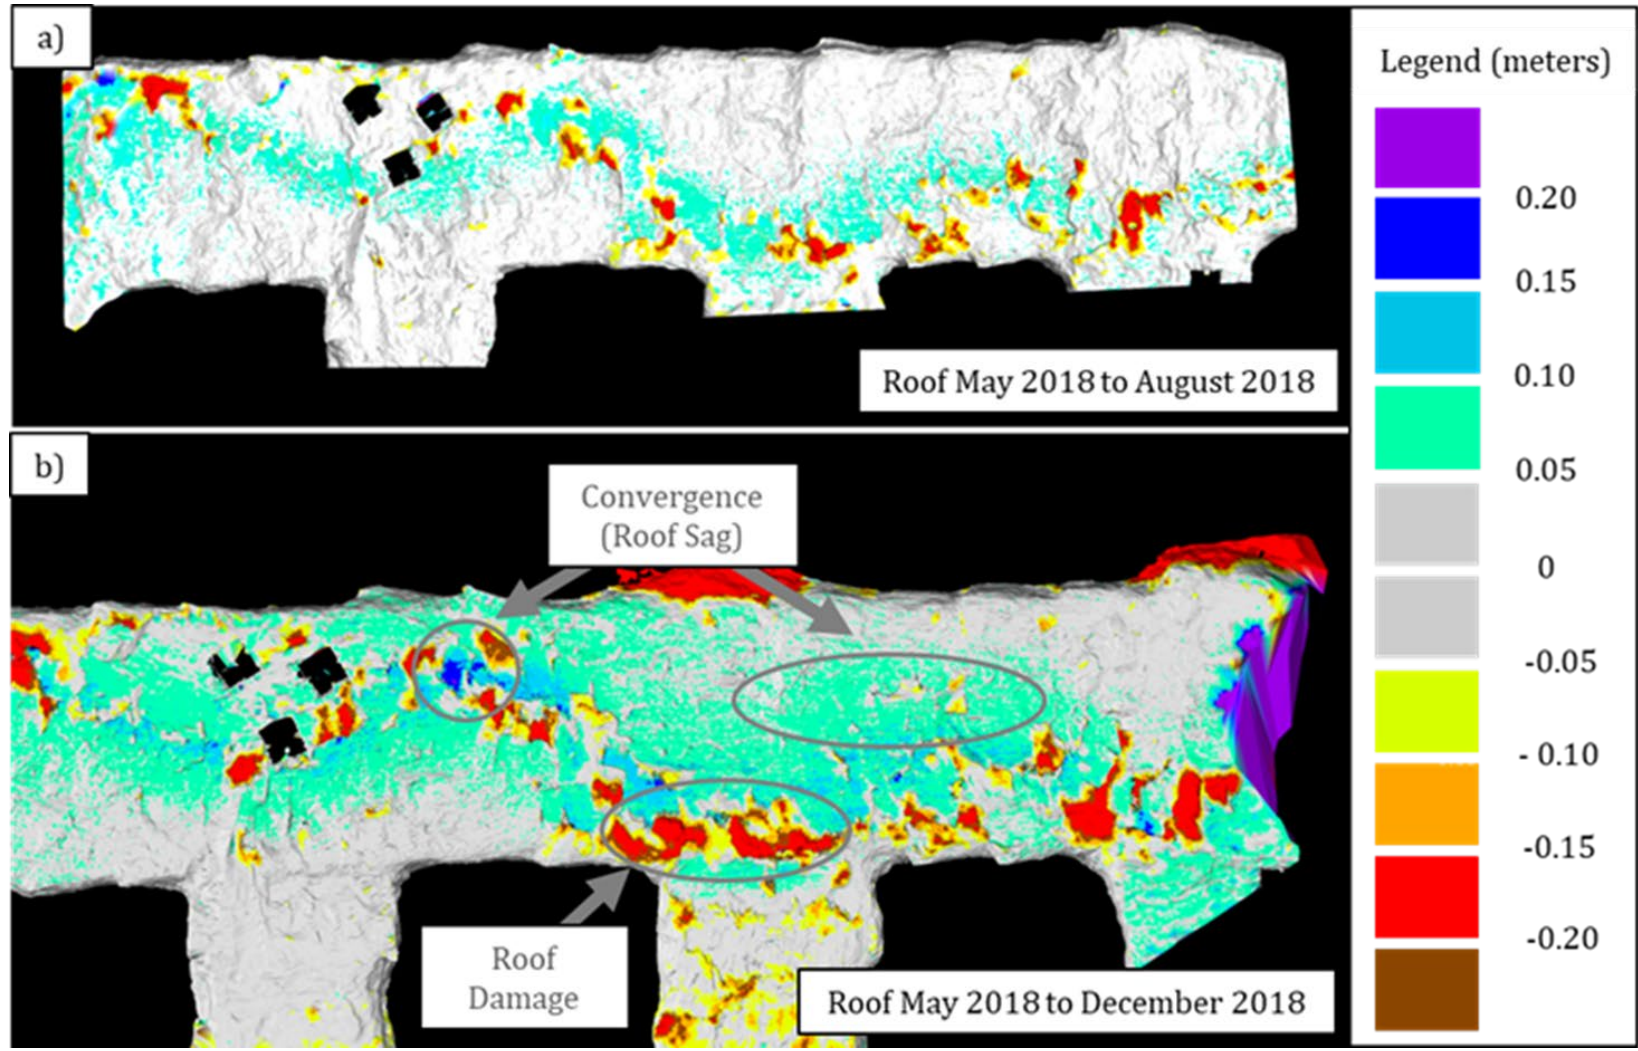 a)
Roof May 2018 to August 2018
b)
Convergence
(Roof Sag)
Roof
Damage
Roof May 2018 to December 2018
Legend (meters)
0.20
0.15
0.10
0.05
0
-0.05
- 0.10
-0.15
-0.20